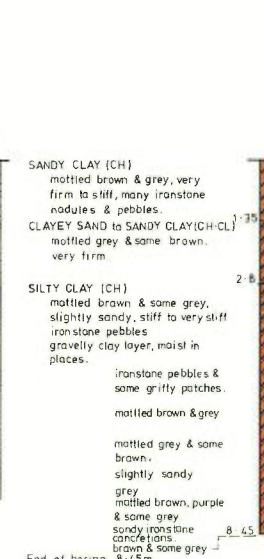 SANDY CLAY (CH)
mottled brown & grey, very
firm to stiff, many ironstone
nodules & pebbles.
1·35
CLAYEY SAND to SANDY CLAY(CH-CL)
mottled grey & some brown.
very firm
2·8
SILTY CLAY (CH)
mottled brown & some grey,
slightly sandy, stiff to very stiff
ironstone pebbles
gravelly clay layer, moist in
places.
ironstone pebbles &
some gritty patches.
mottled brown & grey
mottled grey & some
brown.
slightly sandy
grey
mottled brown, purple
& some grey
sandy ironstone
concretions.
8·45
brown & some grey
End of boring 8·45m